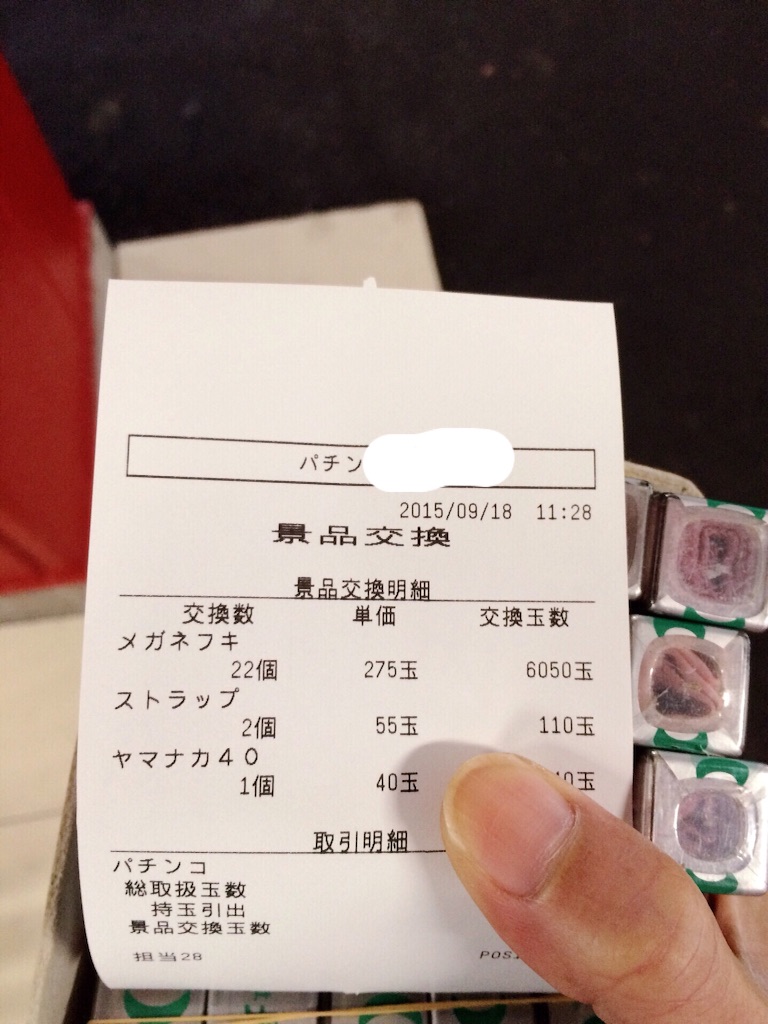 パチン
2015/09/18 11:28
景品交換
景品交換明細
交換数 単価 交換玉数
メガネフキ
22個 275玉 6050玉
ストラップ
2個 55玉 110玉
ヤマナカ40
1個 40玉 玉
取引明細
パチンコ
総取扱玉数
持玉引出
景品交換玉数
担当28